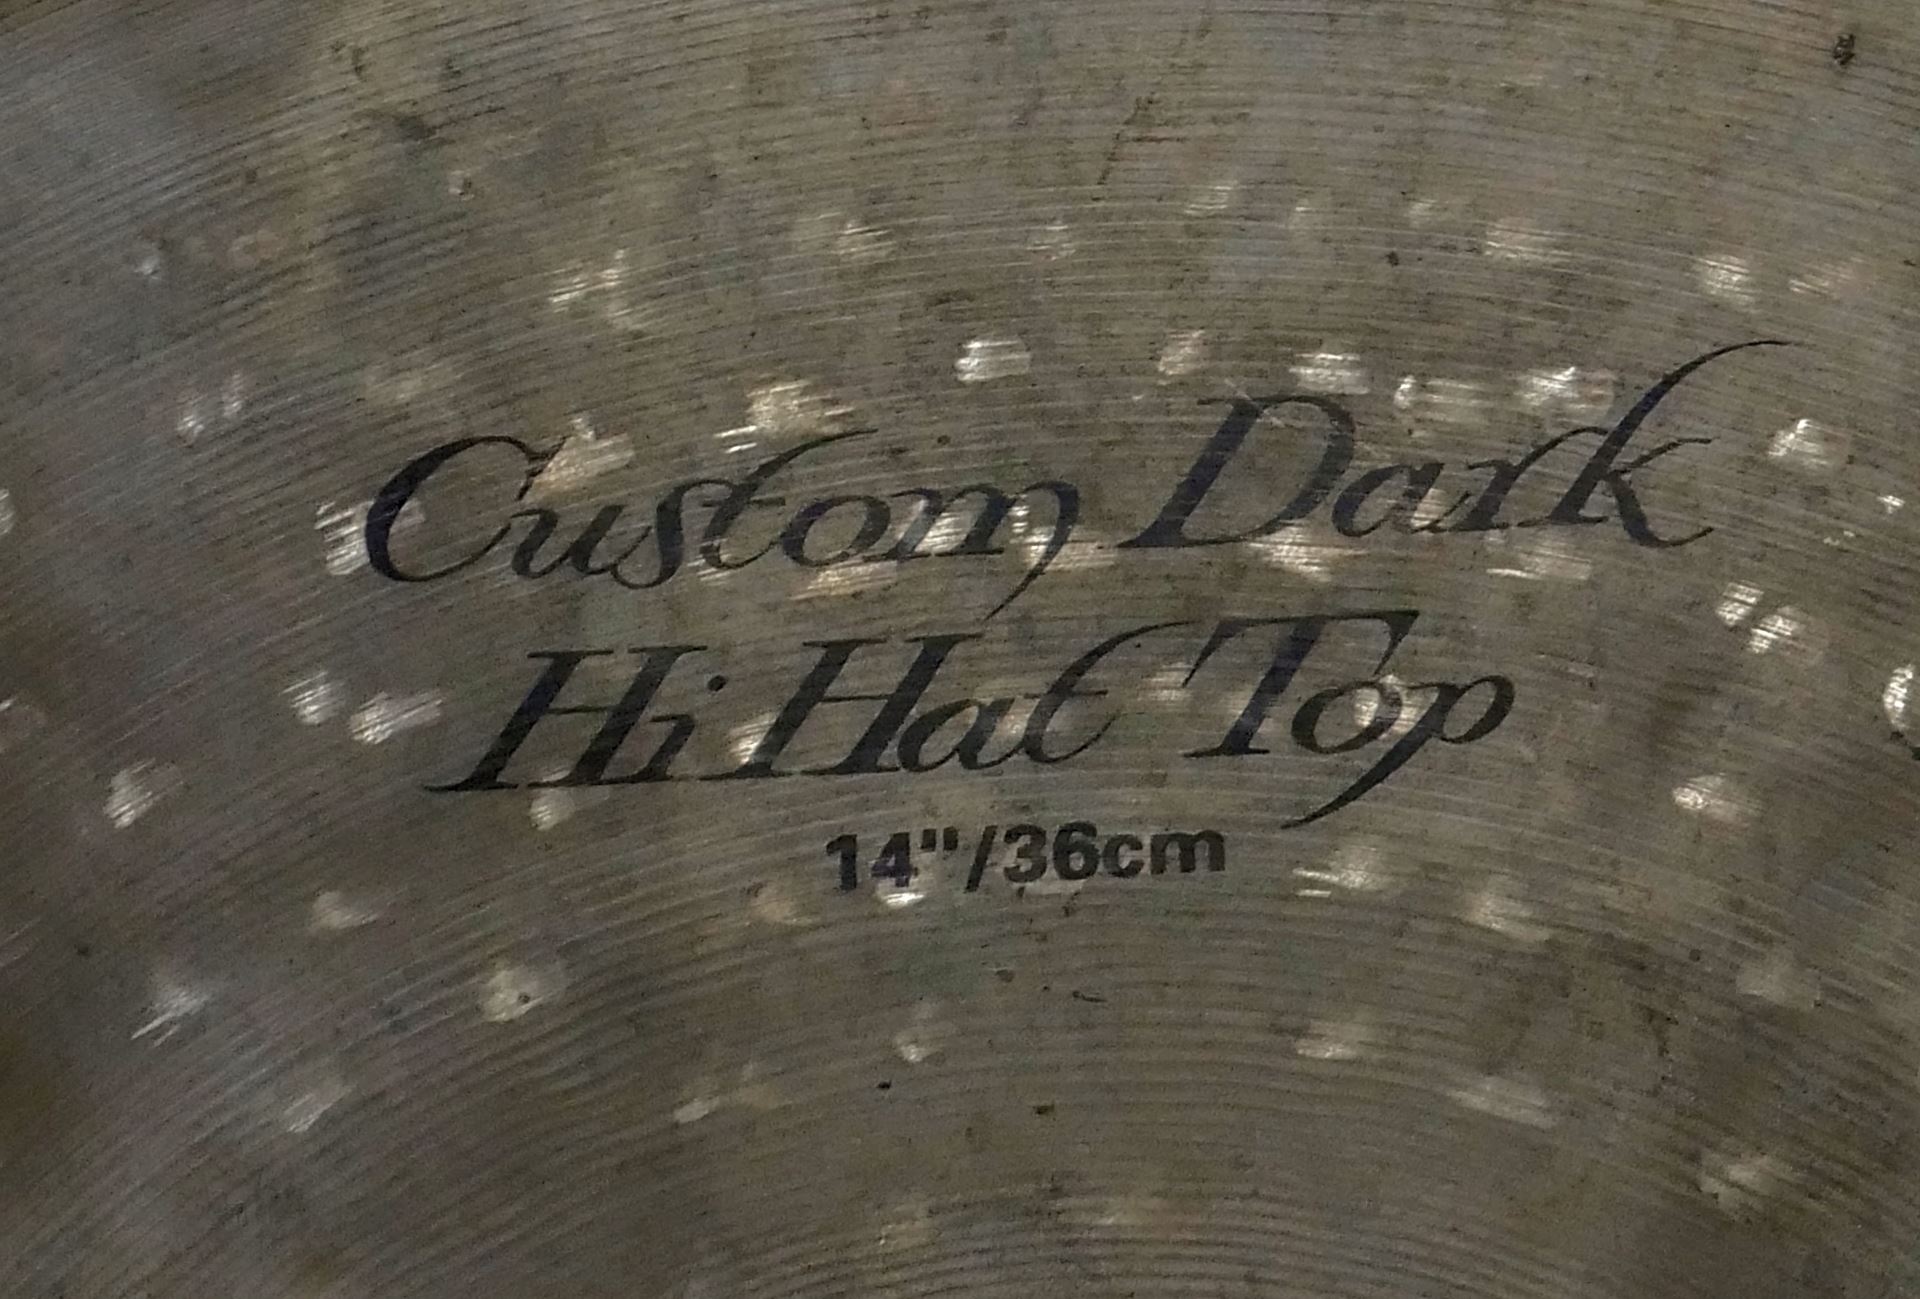 Custom Dark
Hi Hat Top
14"/36cm